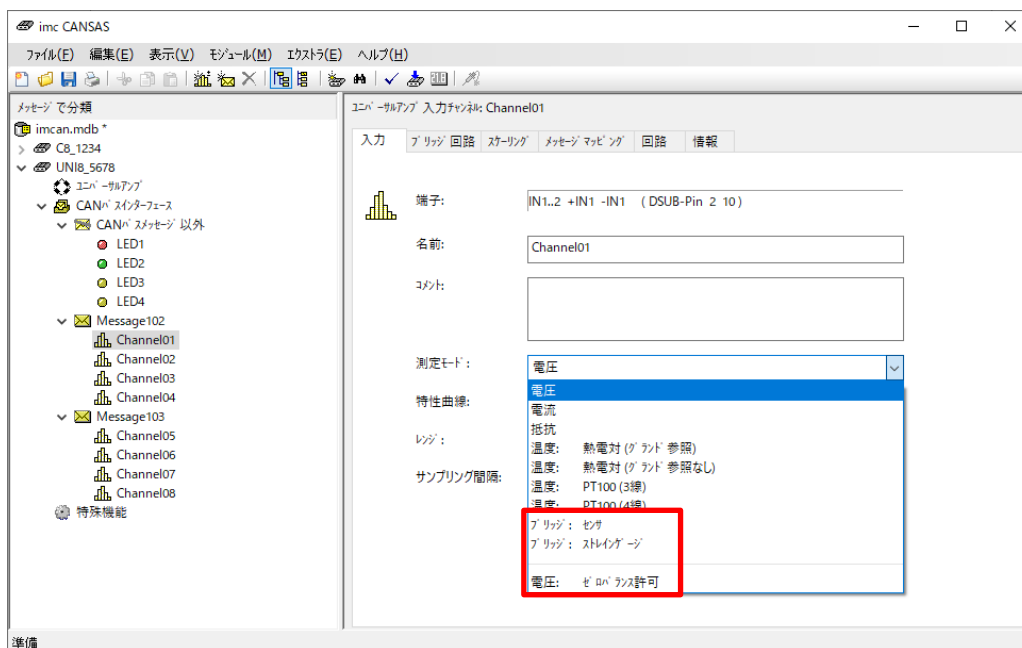 imc CANSAS
ファイル(F) 編集(E) 表示(V) モジュール(M) エクストラ(E) ヘルプ(H)
メッセージで分類
ユニバーサルアンプ 入力チャンネル: Channel01
imcan.mdb *
C8_1234
UNI8_5678
ユニバーサルアンプ
CANバスインターフェース
CANバスメッセージ以外
LED1
LED2
LED3
LED4
Message102
Channel01
Channel02
Channel03
Channel04
Message103
Channel05
Channel06
Channel07
Channel08
特殊機能
入力 ブリッジ回路 スケーリング メッセージマッピング 回路 情報
端子: IN1..2 +IN1 -IN1 ( DSUB-Pin 2 10 )
名前: Channel01
コメント:
測定モード: 電圧
特性曲線:
レンジ:
サンプリング間隔:
電圧
電流
抵抗
温度: 熱電対 (グランド参照)
温度: 熱電対 (グランド参照なし)
温度: PT100 (3線)
温度: PT100 (4線)
ブリッジ: センサ
ブリッジ: ストレインゲージ
電圧: ゼロバランス許可
準備